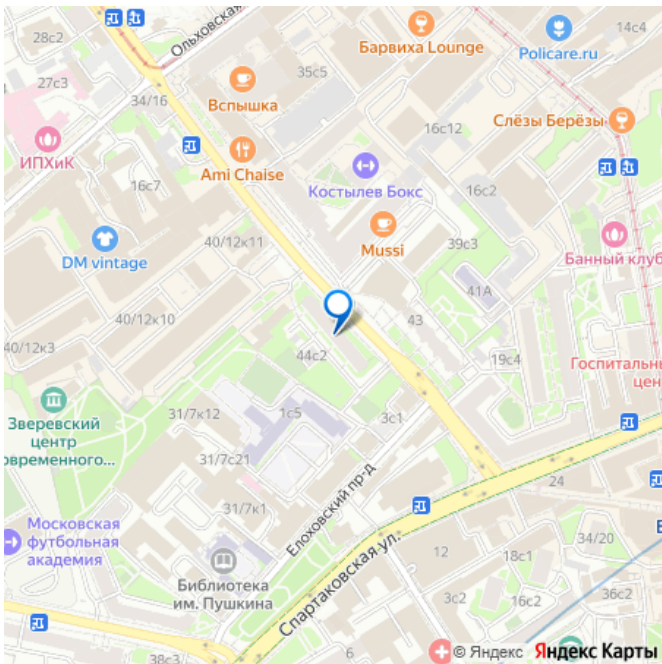 28с2
Ольховская
27с3
34/16
Вспышка
35с5
Барвиха Lounge
14с4
Policare.ru
Слёзы Берёзы
16с12
ИПХиК
16с7
Ami Chaise
Костылев Бокс
16с2
DM vintage
40/12к11
Mussi
39с3
Банный клуб
41А
40/12к10
43
40/12к3
44с2
19с4
Госпитальны
цен
Зверевский
центр
овременного...
31/7к12
1с5
3с1
31/7с21
31/7к1
Елоховский пр-д
24
Московская
футбольная
академия
Библиотека
им. Пушкина
Спартаковская ул.
12
18с1
34/20
3с2
16с2
36с2
38с3
6
© Яндекс Яндекс Карты